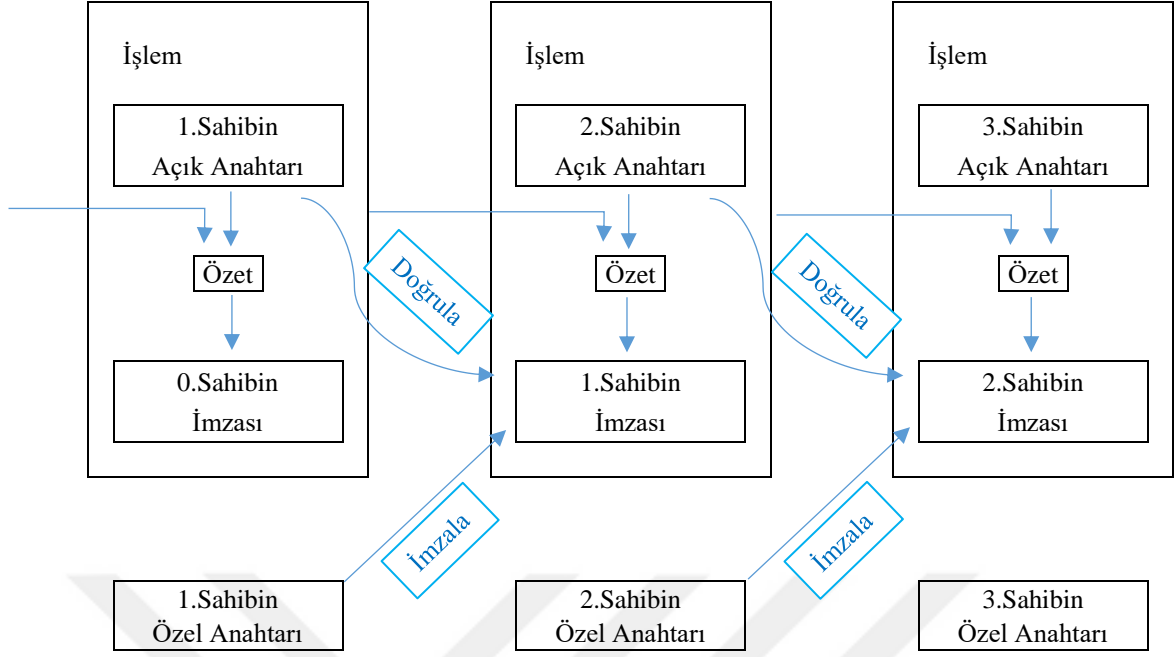 İşlem
İşlem
İşlem
1.Sahibin
Açık Anahtarı
2.Sahibin
Açık Anahtarı
3.Sahibin
Açık Anahtarı
Özet
Doğrula
Özet
Doğrula
Özet
0.Sahibin
İmzası
1.Sahibin
İmzası
2.Sahibin
İmzası
İmzala
İmzala
1.Sahibin
Özel Anahtarı
2.Sahibin
Özel Anahtarı
3.Sahibin
Özel Anahtarı